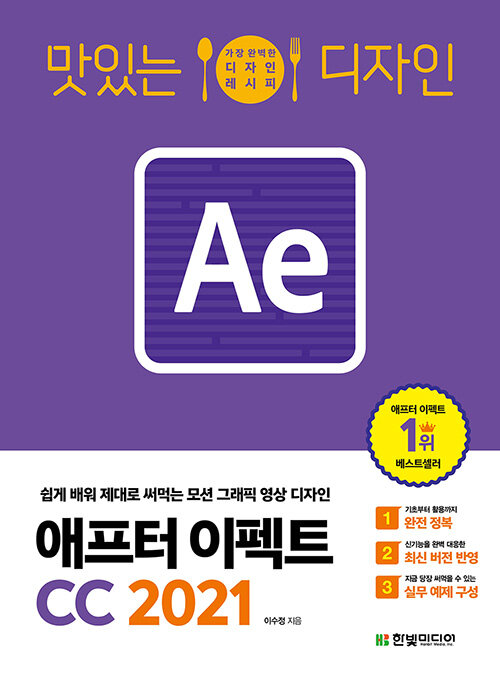 맛있는 디자인
가장 완벽한
디자인
레시피
Ae
애프터 이펙트
1위
베스트셀러
쉽게 배워 제대로 써먹는 모션 그래픽 영상 디자인
애프터 이펙트
CC 2021
이수정 지음
1 기초부터 활용까지
완전 정복
2 신기능을 완벽 대응한
최신 버전 반영
3 지금 당장 써먹을 수 있는
실무 예제 구성
HB 한빛미디어
Hanbit Media, Inc.